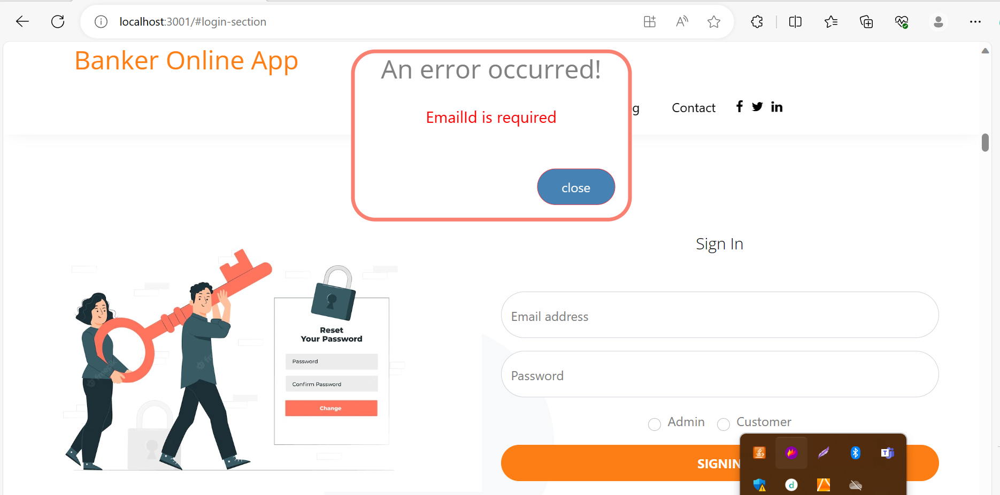 localhost:3001/#login-section
Banker Online App
An error occurred!
EmailId is required
close
g
Contact
Sign In
Email address
Password
Admin
Customer
SIGNIN
Reset
Your Password
Password
Confirm Password
Change